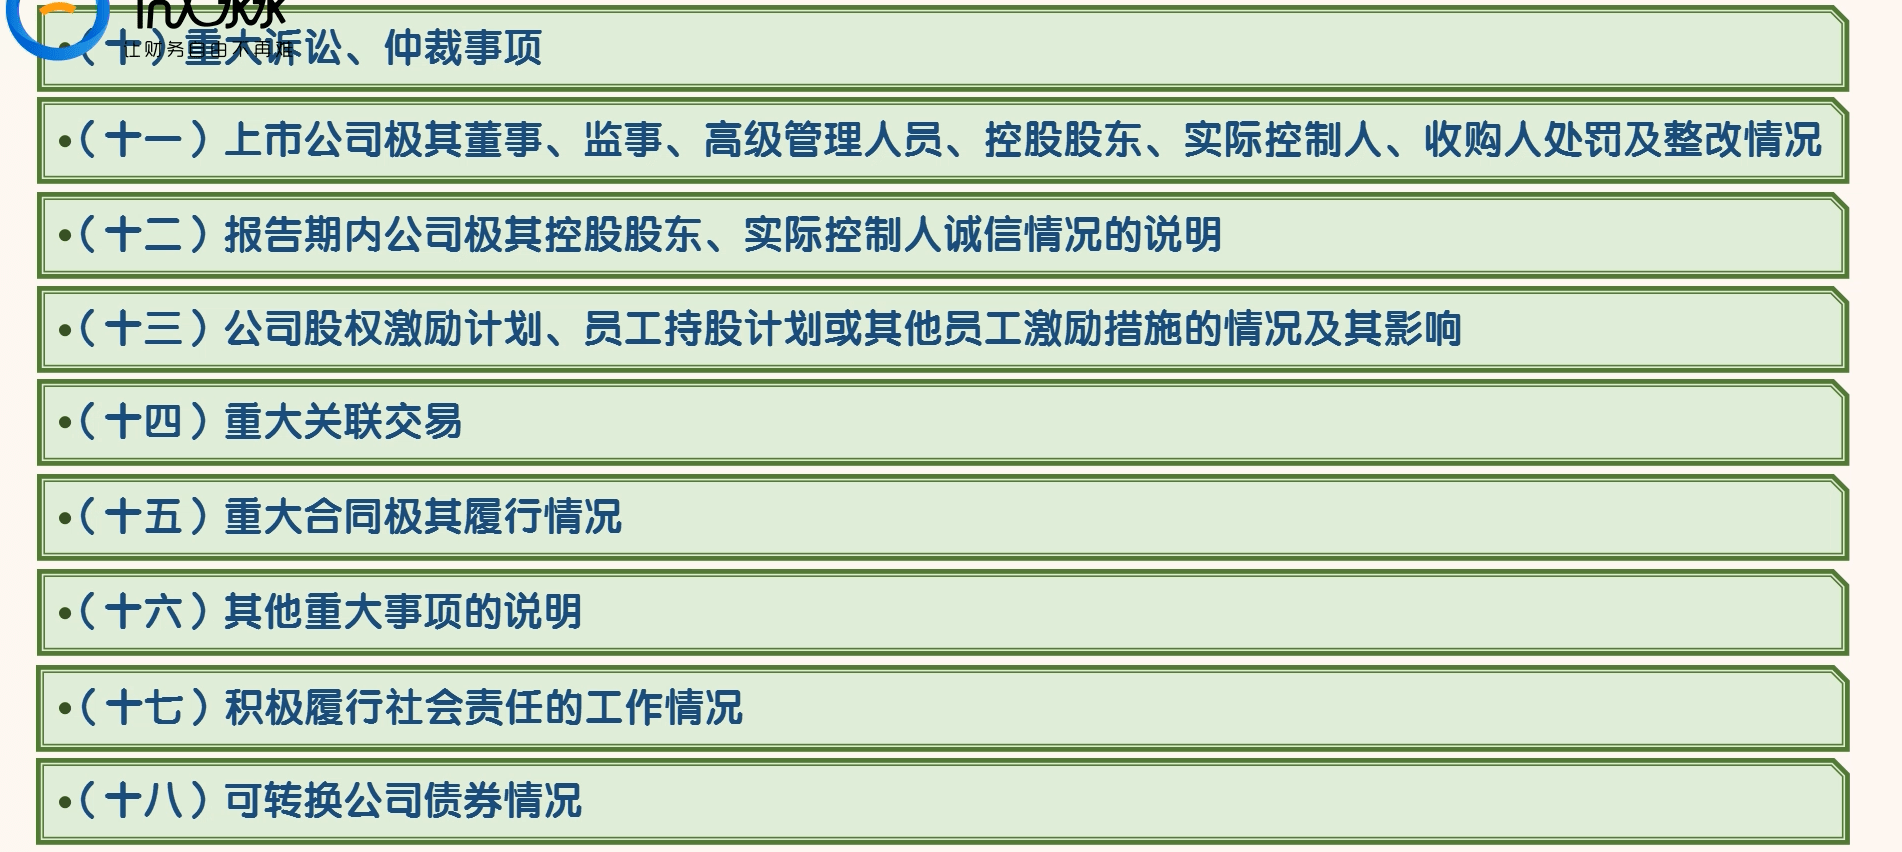 让财务自由不再难
•（十）重大诉讼、仲裁事项
•（十一）上市公司极其董事、监事、高级管理人员、控股股东、实际控制人、收购人处罚及整改情况
•（十二）报告期内公司极其控股股东、实际控制人诚信情况的说明
•（十三）公司股权激励计划、员工持股计划或其他员工激励措施的情况及其影响
•（十四）重大关联交易
•（十五）重大合同极其履行情况
•（十六）其他重大事项的说明
•（十七）积极履行社会责任的工作情况
•（十八）可转换公司债券情况